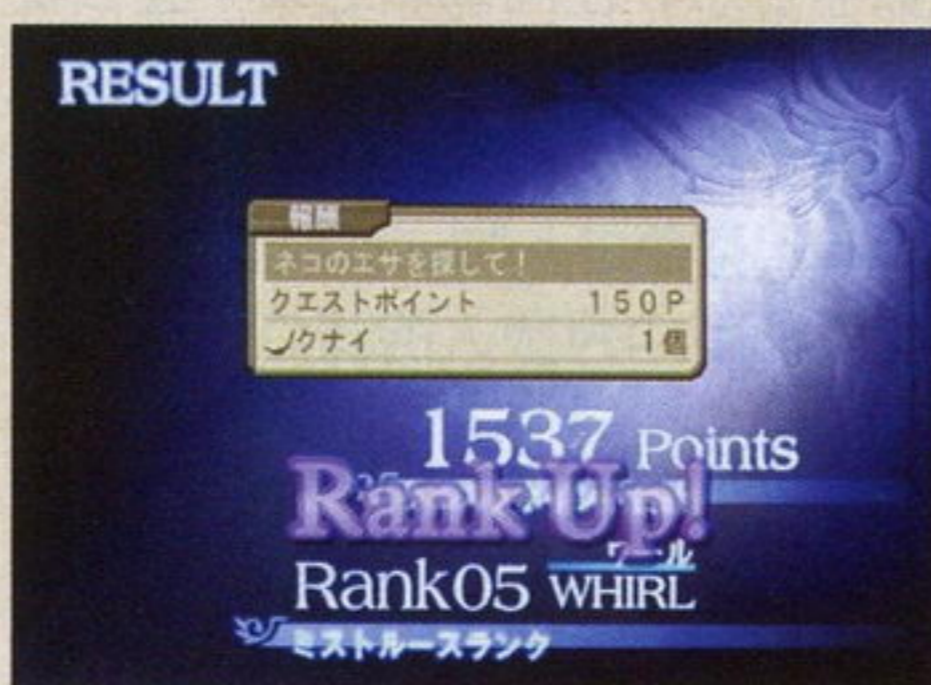 RESULT
報酬
ネコのエサを探して！
クエストポイント 150P
クナイ 1個
1537 Points
Rank Up!
ワール
Rank05 WHIRL
ミストルースランク